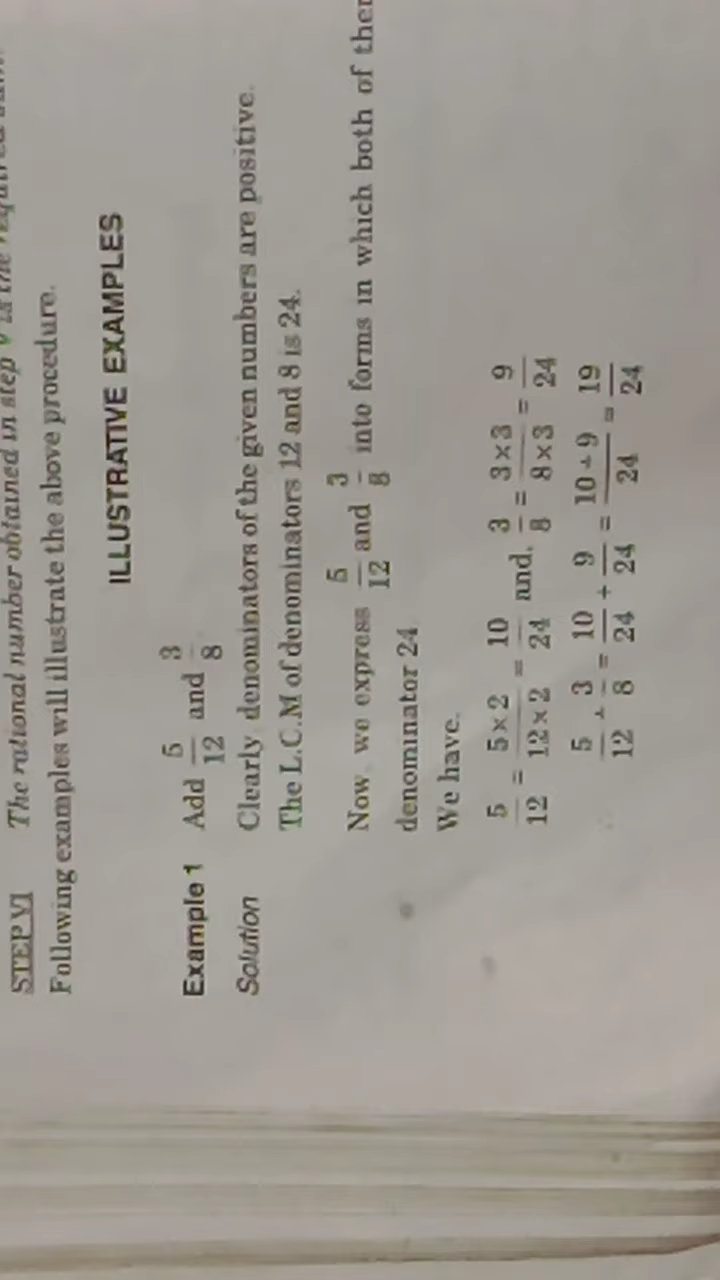 STEP VI The rational number obtained in step V is the required sum.
Following examples will illustrate the above procedure.
ILLUSTRATIVE EXAMPLES
Example 1 Add 5/12 and 3/8
Solution Clearly, denominators of the given numbers are positive.
The L.C.M of denominators 12 and 8 is 24.
Now, we express 5/12 and 3/8 into forms in which both of
denominator 24
We have,
5/12 = 5×2/12×2 = 10/24 and, 3/8 = 3×3/8×3 = 9/24
∴ 5/12 + 3/8 = 10/24 + 9/24 = 10+9/24 = 19/24